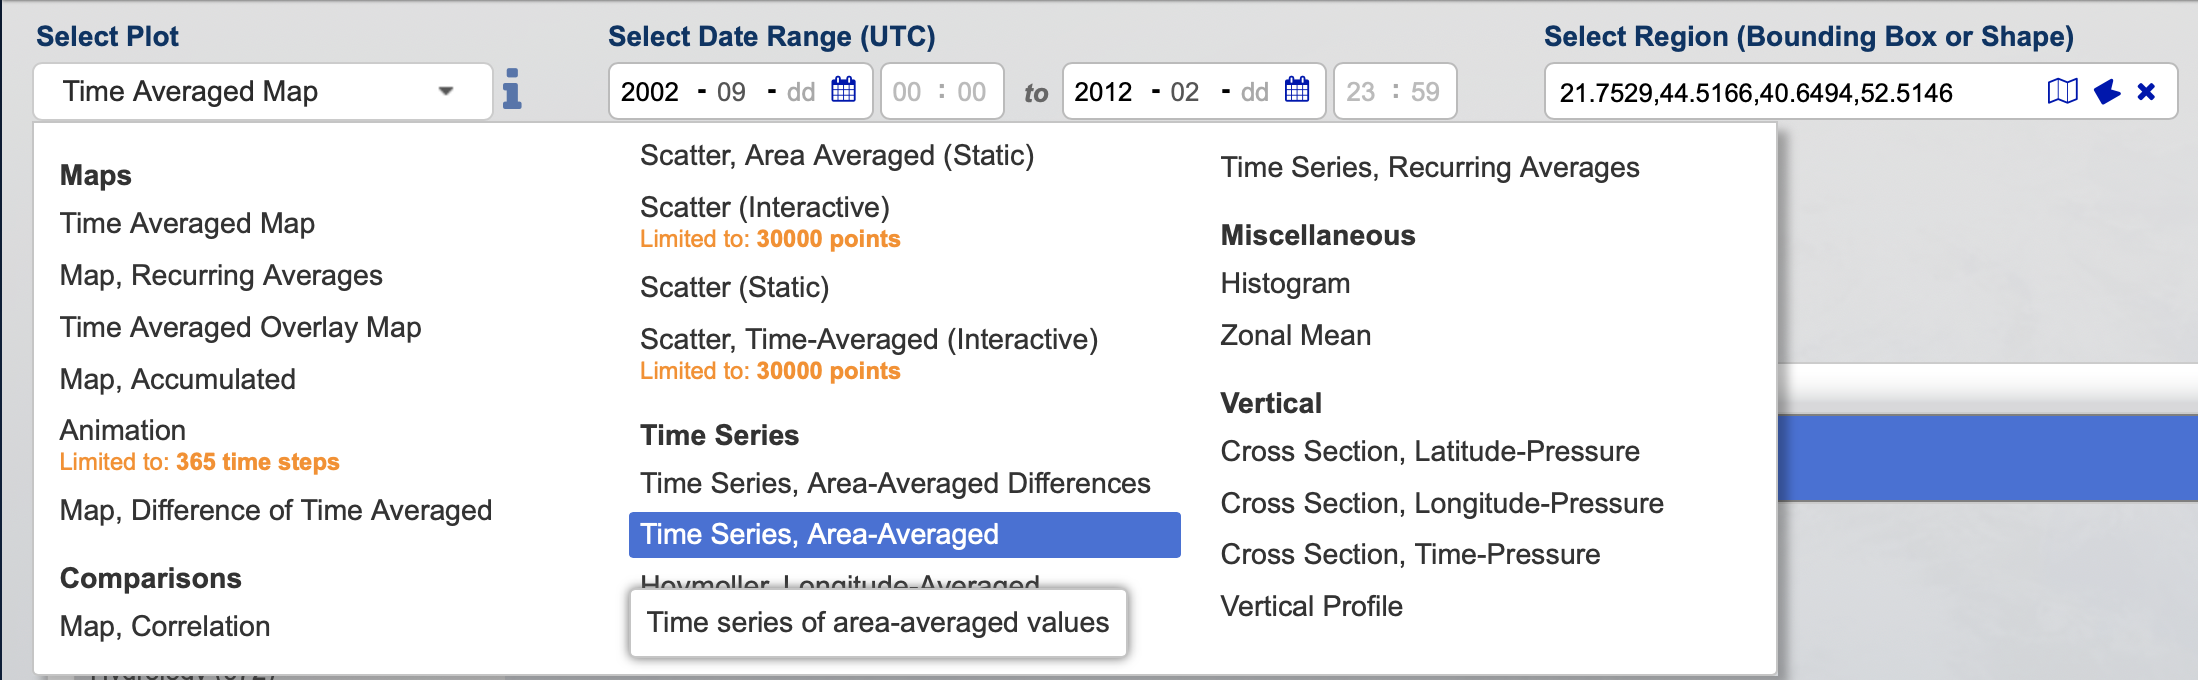 Select Plot
Select Date Range (UTC)
Select Region (Bounding Box or Shape)
Time Averaged Map
2002 - 09 - dd 00 : 00 to 2012 - 02 - dd 23 : 59
21.7529,44.5166,40.6494,52.5146
Maps
Time Averaged Map
Map, Recurring Averages
Time Averaged Overlay Map
Map, Accumulated
Animation
Limited to: 365 time steps
Map, Difference of Time Averaged
Comparisons
Map, Correlation
Scatter, Area Averaged (Static)
Scatter (Interactive)
Limited to: 30000 points
Scatter (Static)
Scatter, Time-Averaged (Interactive)
Limited to: 30000 points
Time Series
Time Series, Area-Averaged Differences
Time Series, Area-Averaged
Hovmoller, Longitude-Averaged
Time series of area-averaged values
Time Series, Recurring Averages
Miscellaneous
Histogram
Zonal Mean
Vertical
Cross Section, Latitude-Pressure
Cross Section, Longitude-Pressure
Cross Section, Time-Pressure
Vertical Profile